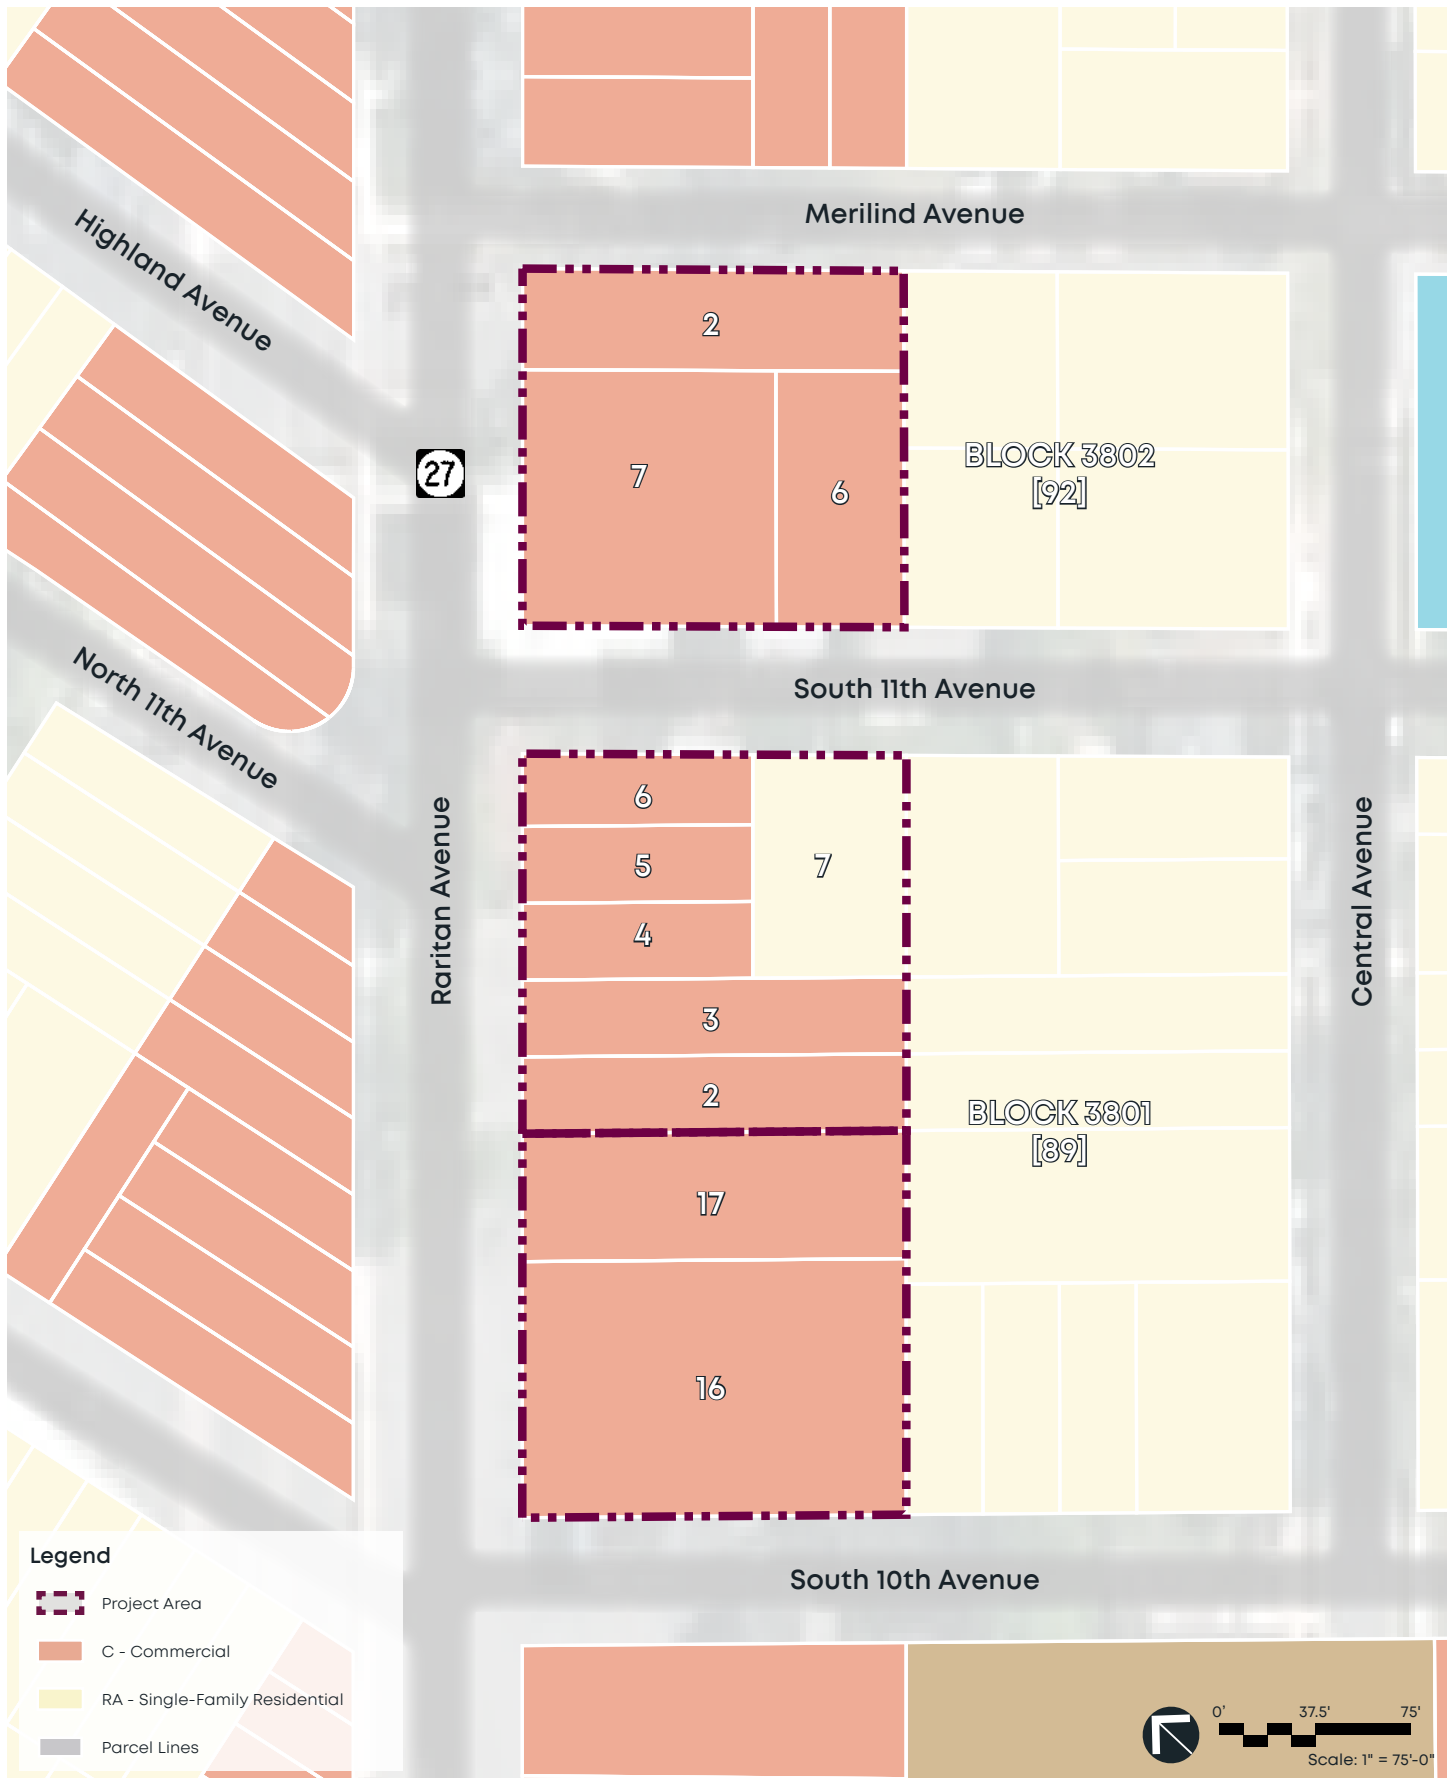 Merilind Avenue
Highland Avenue
2
27
7
6
BLOCK 3802
[92]
South 11th Avenue
North 11th Avenue
6
5
7
4
Raritan Avenue
Central Avenue
3
2
BLOCK 3801
[89]
17
16
South 10th Avenue
Legend
Project Area
C - Commercial
RA - Single-Family Residential
Parcel Lines
0' 37.5' 75'
Scale: 1" = 75'-0"